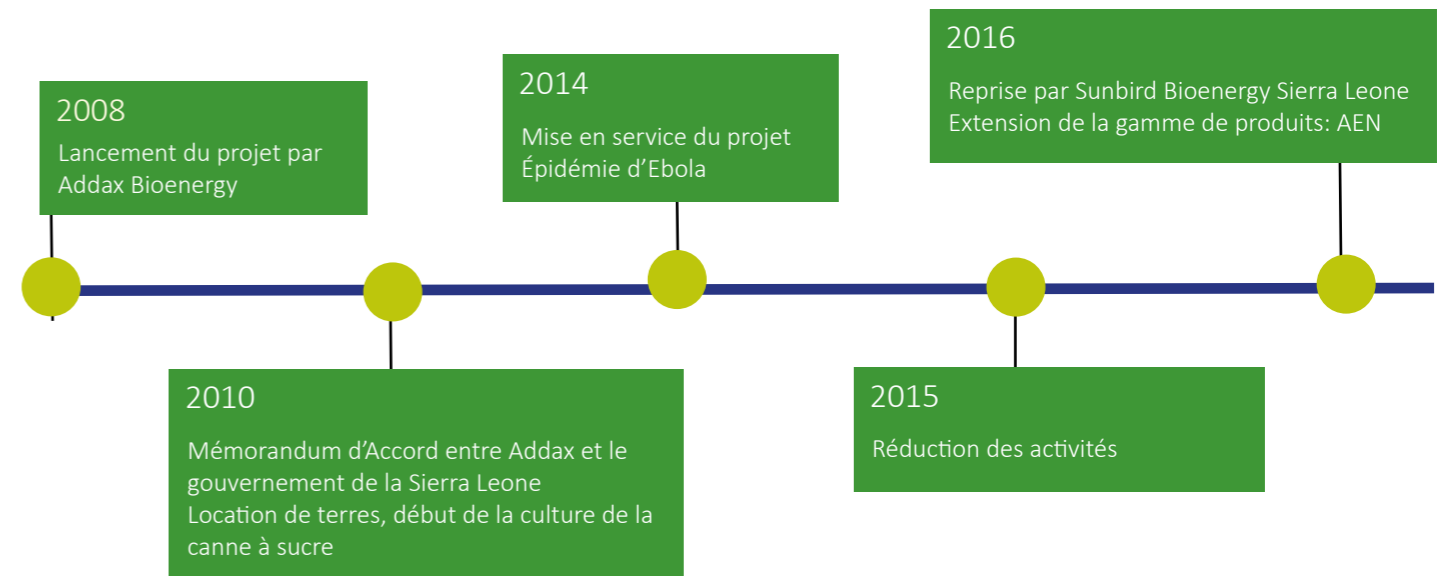 2008
Lancement du projet par
Addax Bioenergy
2010
Mémorandum d’Accord entre Addax et le
gouvernement de la Sierra Leone
Location de terres, début de la culture de la
canne à sucre
2014
Mise en service du projet
Épidémie d’Ebola
2015
Réduction des activités
2016
Reprise par Sunbird Bioenergy Sierra Leone
Extension de la gamme de produits: AEN